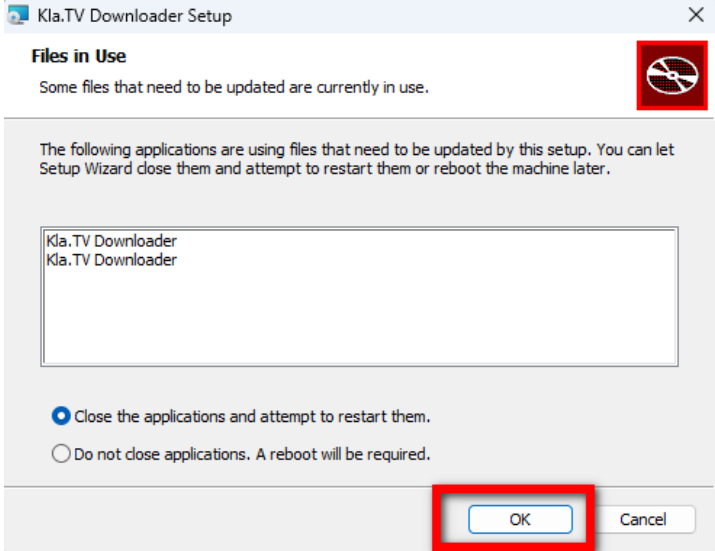 Kla.TV Downloader Setup
Files in Use
Some files that need to be updated are currently in use.
The following applications are using files that need to be updated by this setup. You can let
Setup Wizard close them and attempt to restart them or reboot the machine later.
Kla.TV Downloader
Kla.TV Downloader
Close the applications and attempt to restart them.
Do not close applications. A reboot will be required.
OK
Cancel